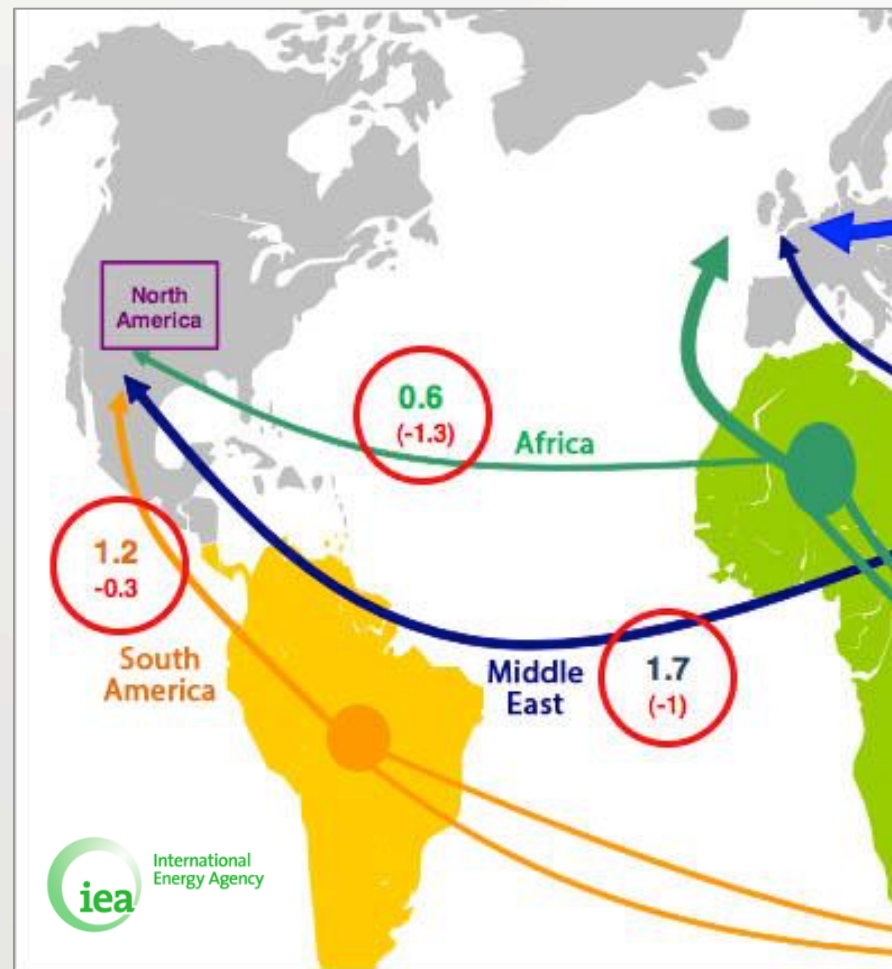 North
America
0.6
(-1.3)
Africa
1.2
-0.3
South
America
Middle
East
1.7
(-1)
iea
International
Energy Agency